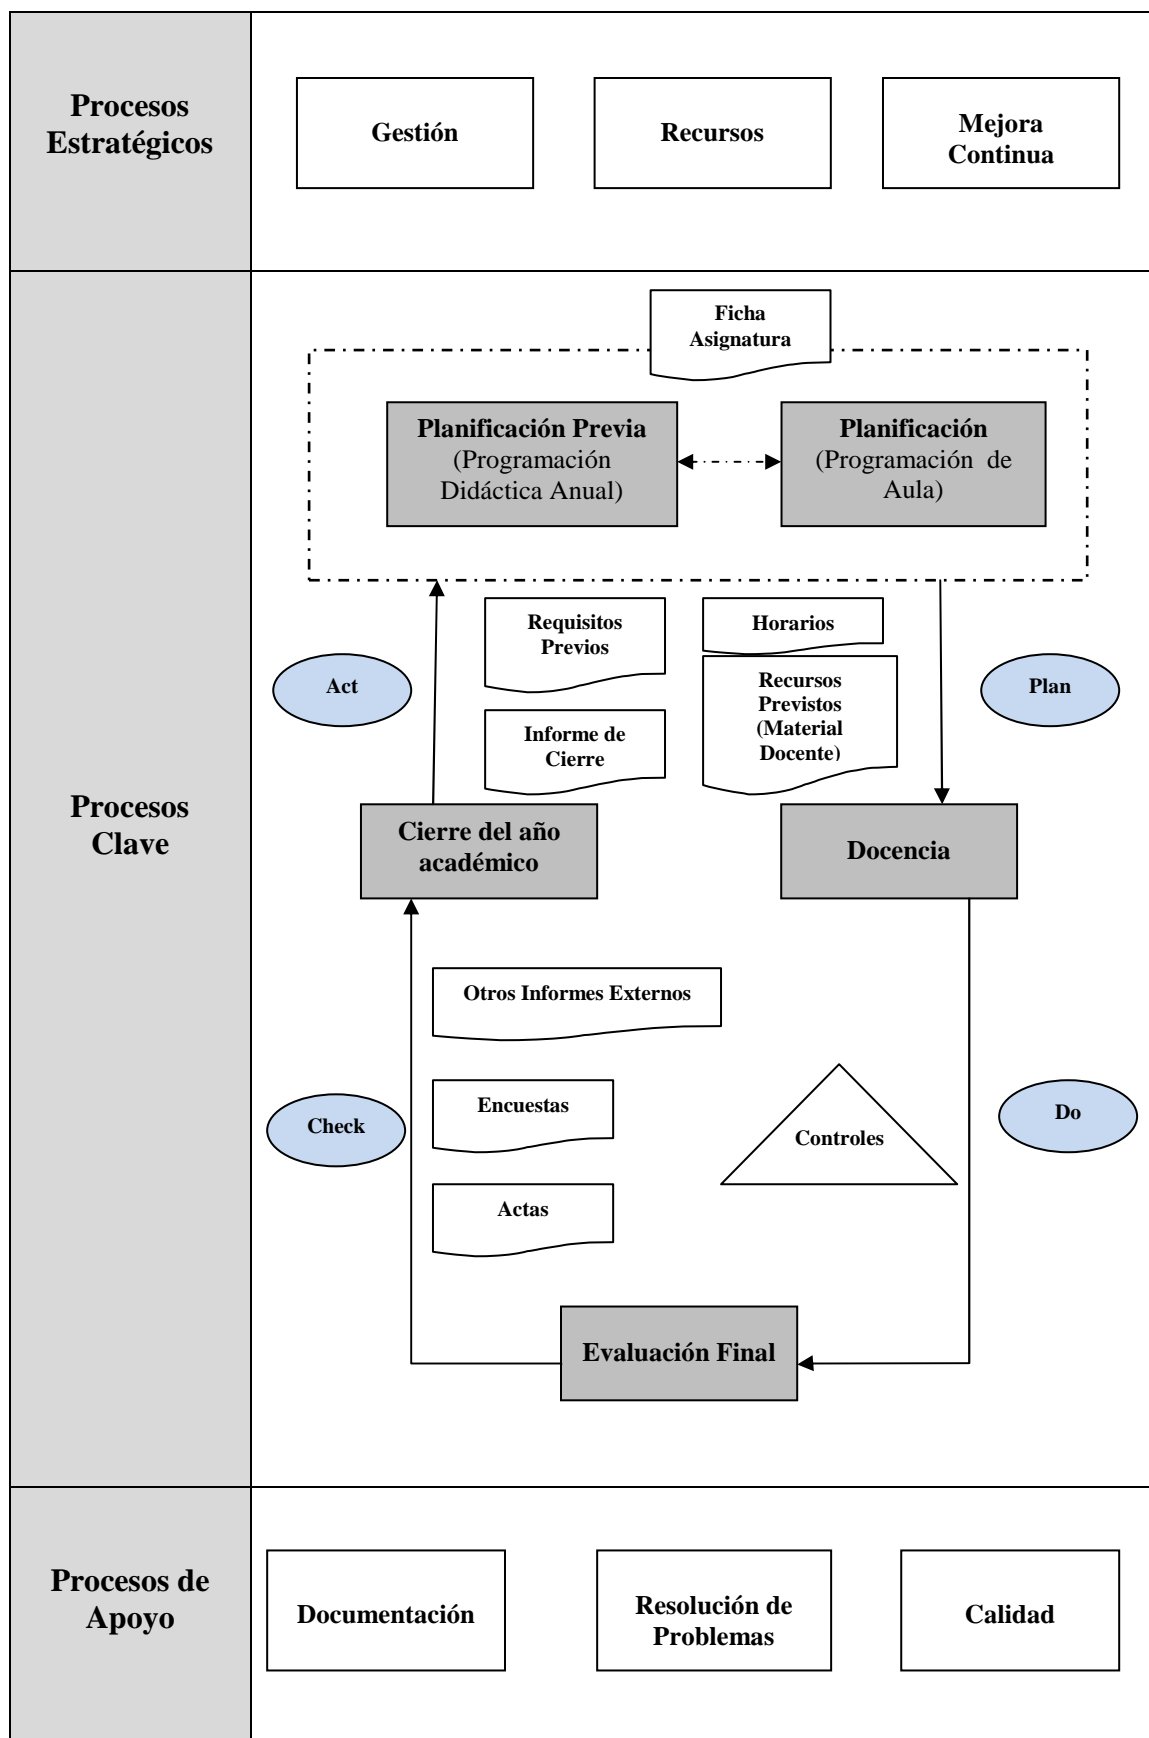 Procesos
Estratégicos
Gestión
Recursos
Mejora
Continua
Procesos
Clave
Ficha
Asignatura
Planificación Previa
(Programación
Didáctica Anual)
Planificación
(Programación de
Aula)
Requisitos
Previos
Horarios
Act
Recursos
Previstos
(Material
Docente)
Plan
Informe de
Cierre
Cierre del año
académico
Docencia
Otros Informes Externos
Check
Encuestas
Controles
Do
Actas
Evaluación Final
Procesos de
Apoyo
Documentación
Resolución de
Problemas
Calidad